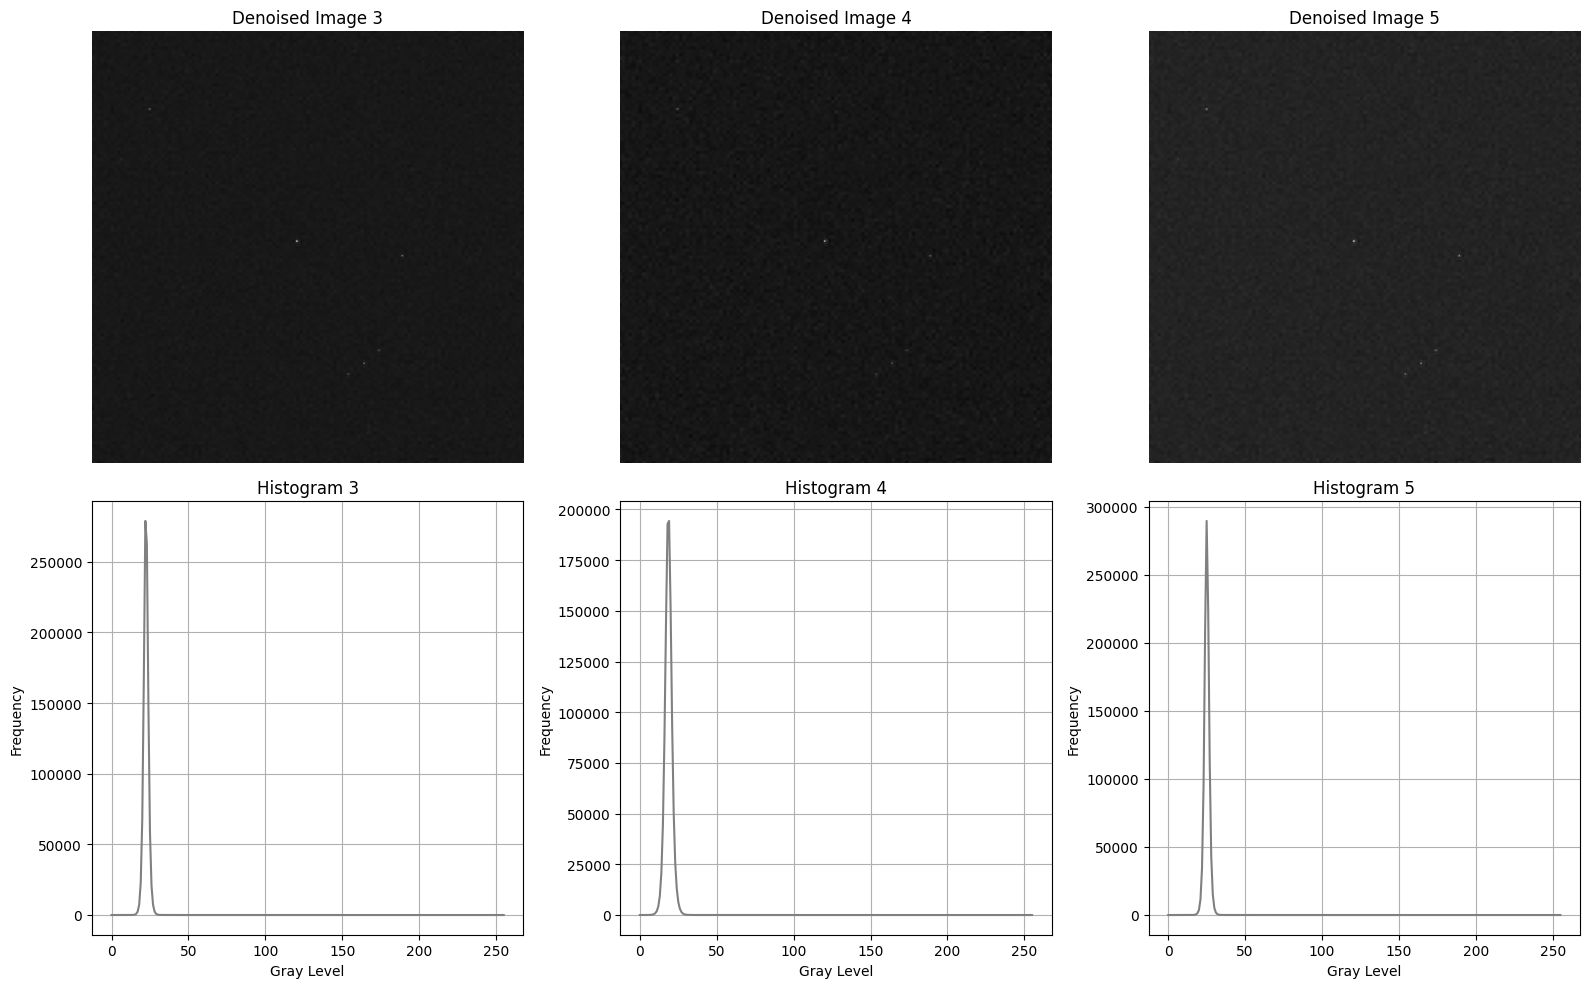 Denoised Image 3
Denoised Image 4
Denoised Image 5
Histogram 3
250000
200000
150000
100000
50000
0
Frequency
0 50 100 150 200 250
Gray Level
Histogram 4
200000
175000
150000
125000
100000
75000
50000
25000
0
Frequency
0 50 100 150 200 250
Gray Level
Histogram 5
300000
250000
200000
150000
100000
50000
0
Frequency
0 50 100 150 200 250
Gray Level